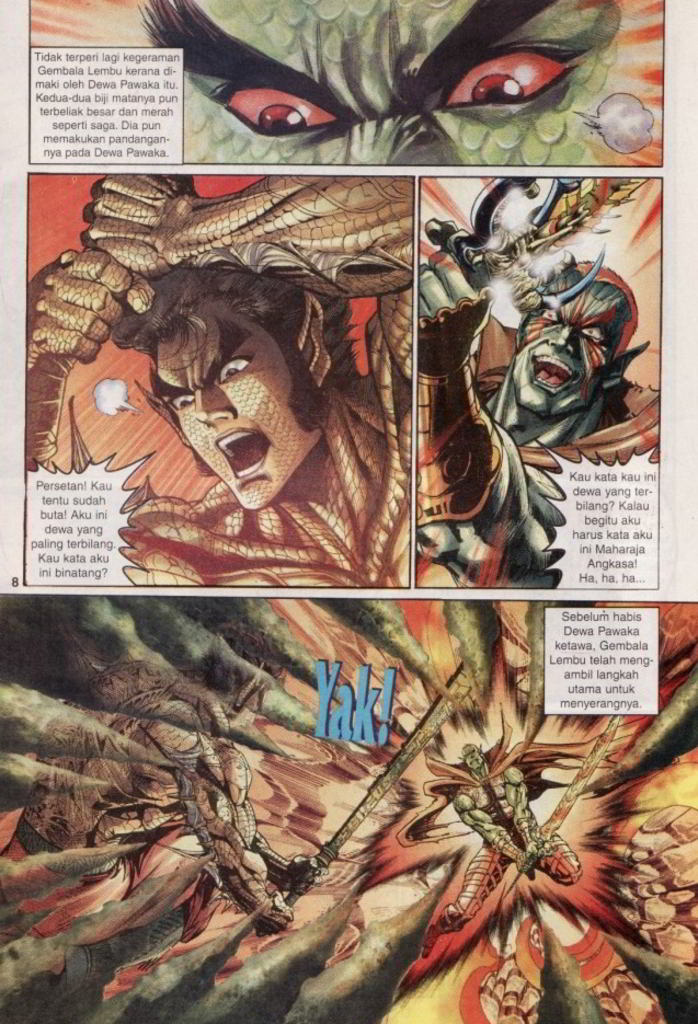 Tidak terperi lagi kegeraman
Gembala Lembu kerana di-
maki oleh Dewa Pawaka itu.
Kedua-dua biji matanya pun
terbeliak besar dan merah
seperti saga. Dia pun
memakukan pandangan-
nya pada Dewa Pawaka.
Persetan! Kau
tentu sudah
buta! Aku ini
dewa yang
paling terbilang.
Kau kata aku
ini binatang?
Kau kata kau ini
dewa yang ter-
bilang? Kalau
begitu aku
harus kata aku
ini Maharaja
Angkasa!
Ha, ha, ha...
8
Sebelum habis
Dewa Pawaka
ketawa, Gembala
Lembu telah meng-
ambil langkah
utama untuk
menyerangnya.
Yak!